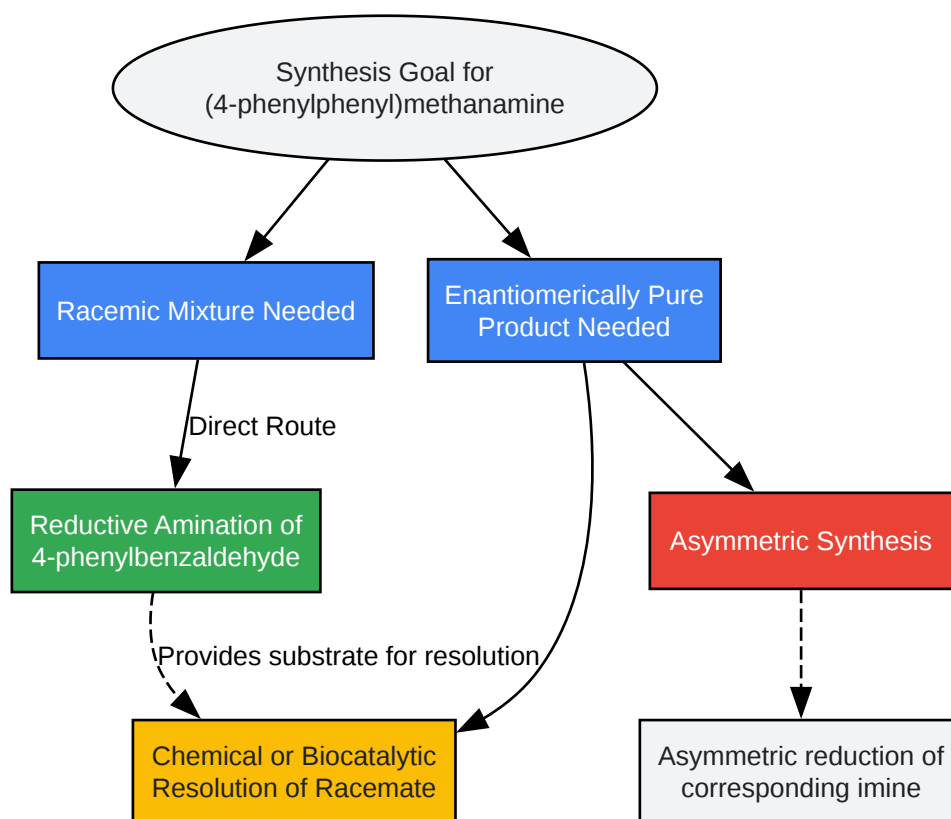 Synthesis Goal for
(4-phenylphenyl)methanamine
Racemic Mixture Needed
Enantiomerically Pure
Product Needed
Direct Route
Reductive Amination of
4-phenylbenzaldehyde
Asymmetric Synthesis
Provides substrate for resolution
Chemical or Biocatalytic
Resolution of Racemate
Asymmetric reduction of
corresponding imine